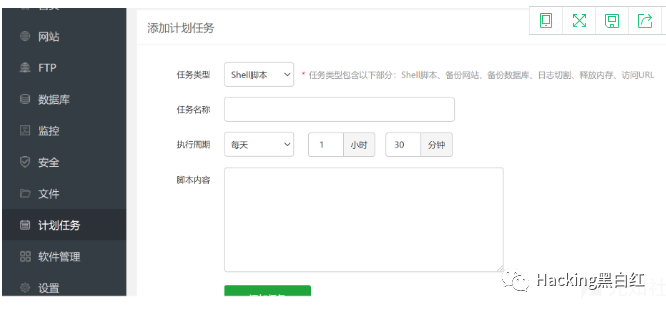 添加计划任务
网站
FTP
数据库
监控
安全
文件
计划任务
软件管理
设置
任务类型 Shell脚本 * 任务类型包含以下部分：Shell脚本、备份网站、备份数据库、日志切割、释放内存、访问URL
任务名称
执行周期 每天 1 小时 30 分钟
脚本内容
Hacking黑白红